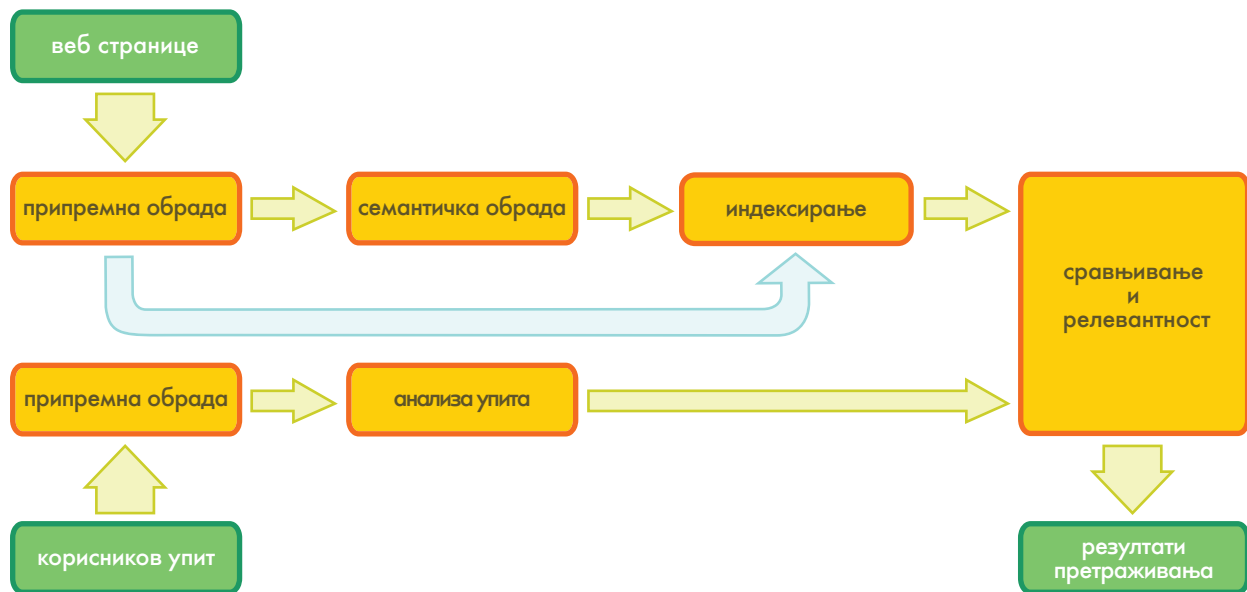 веб странице
припремна обрада
семантичка обрада
индексирање
сравњивање
и
релевантност
припремна обрада
анализа упита
корисников упит
резултати
претраживања